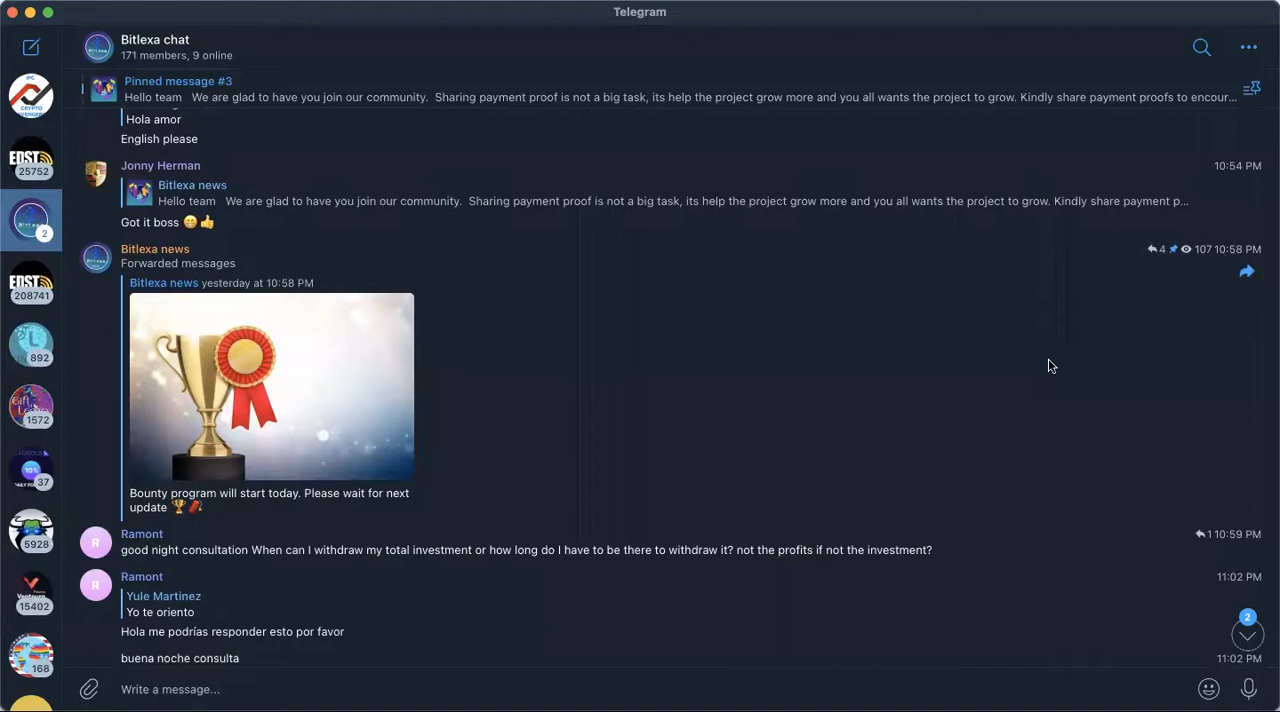 Telegram
Bitlexa chat
171 members, 9 online
Pinned message #3
Hello team We are glad to have you join our community. Sharing payment proof is not a big task, its help the project grow more and you all wants the project to grow. Kindly share payment proofs to encour...
Hola amor
English please
Jonny Herman 10:54 PM
Bitlexa news
Hello team We are glad to have you join our community. Sharing payment proof is not a big task, its help the project grow more and you all wants the project to grow. Kindly share payment p...
Got it boss 😁👍
Bitlexa news 4 107 10:58 PM
Forwarded messages
Bitlexa news yesterday at 10:58 PM
Bounty program will start today. Please wait for next
update 🏆🧧
Ramont 1 10:59 PM
good night consultation When can I withdraw my total investment or how long do I have to be there to withdraw it? not the profits if not the investment?
Ramont 11:02 PM
Yule Martinez
Yo te oriento
Hola me podrías responder esto por favor
buena noche consulta 11:02 PM
Write a message...
IPC
CRYPTO
EDST
25752
2
EDST
208741
892
1572
10%
37
5928
15402
168
R
R
2